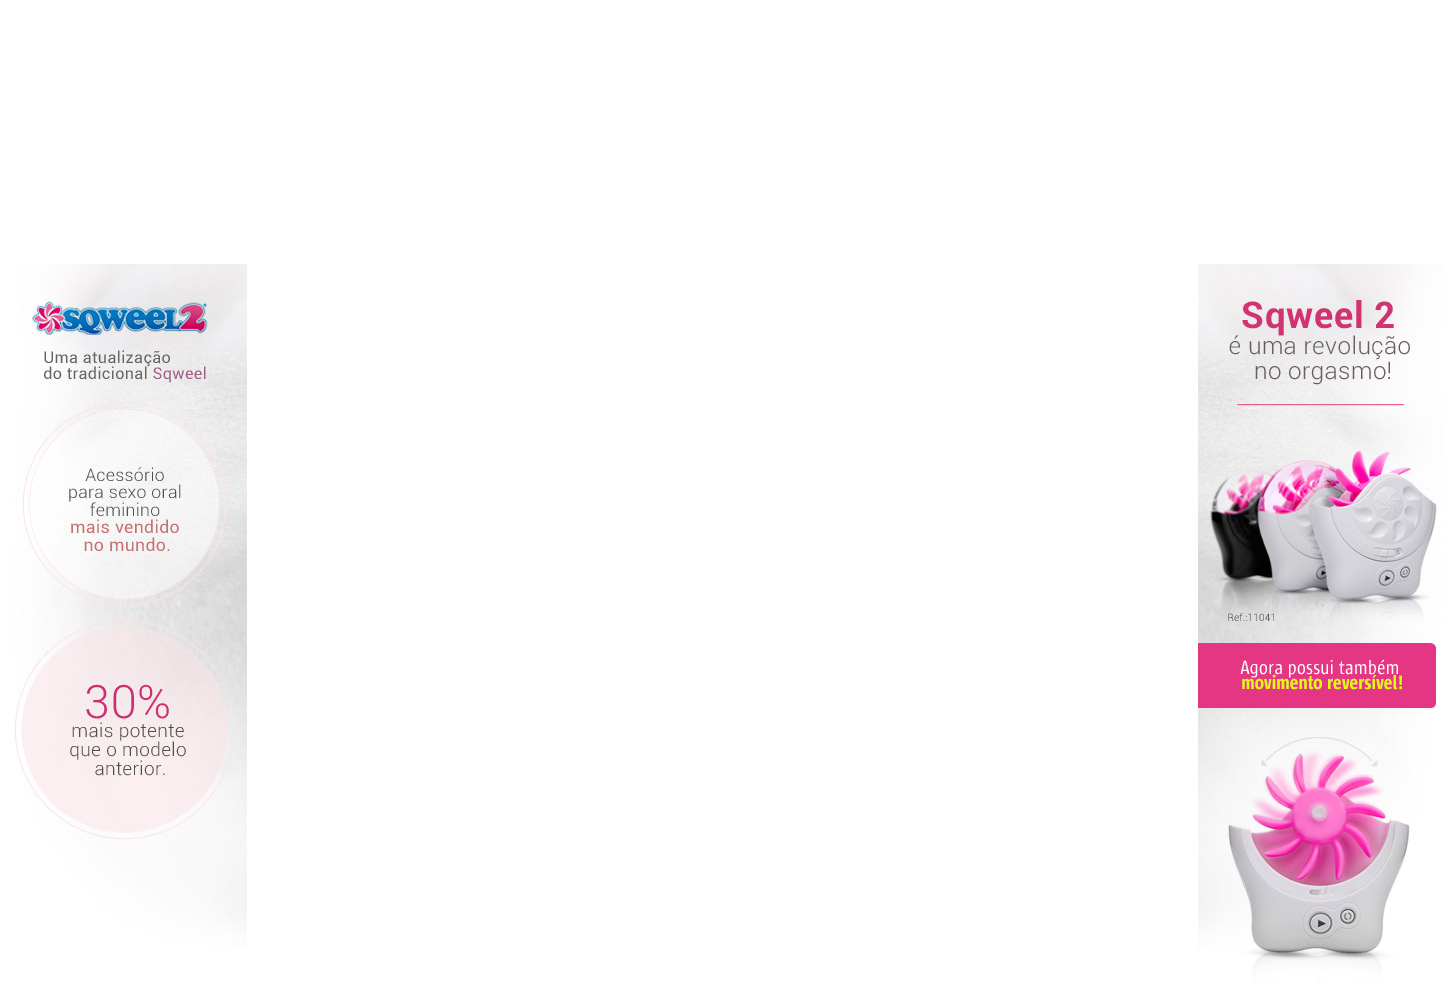 sqweel2
Uma atualização
do tradicional Sqweel
Acessório
para sexo oral
feminino
mais vendido
no mundo.
30%
mais potente
que o modelo
anterior.
Sqweel 2
é uma revolução
no orgasmo!
Ref.:11041
Agora possui também
movimento reversível!